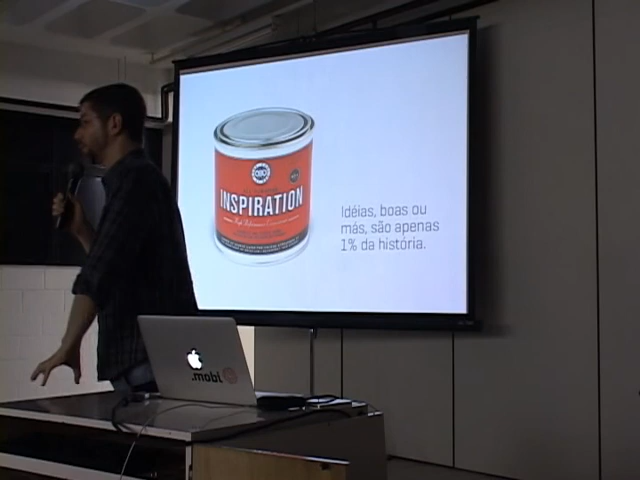 INSPIRATION
Idéias, boas ou
más, são apenas
1% da história.
.mobi